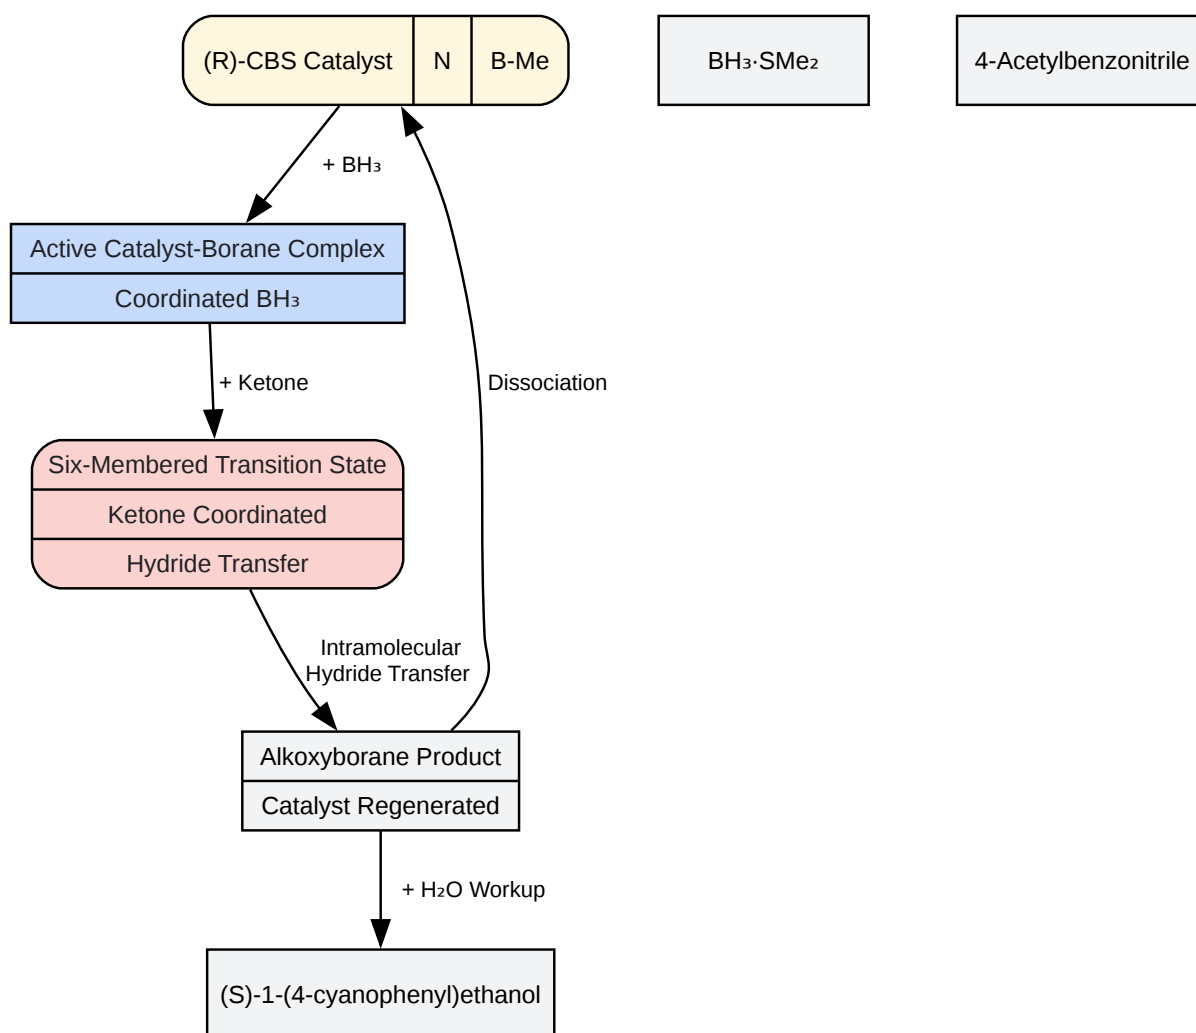 (R)-CBS Catalyst
N
B-Me
BH₃·SMe₂
4-Acetylbenzonitrile
+ BH₃
Active Catalyst-Borane Complex
Coordinated BH₃
+ Ketone
Dissociation
Six-Membered Transition State
Ketone Coordinated
Hydride Transfer
Intramolecular
Hydride Transfer
Alkoxyborane Product
Catalyst Regenerated
+ H₂O Workup
(S)-1-(4-cyanophenyl)ethanol